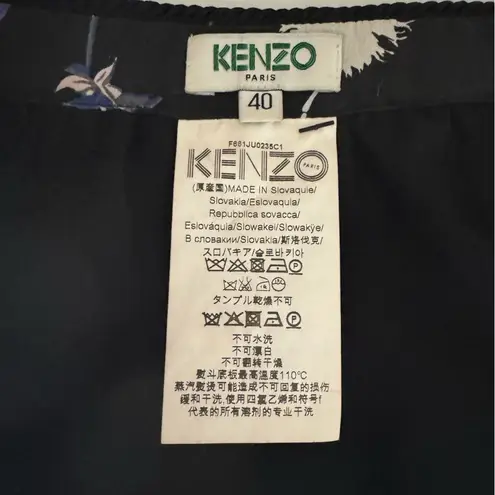 KENZO
PARIS
40
F661JU0235C1
KENZO
PARIS
(原産国)MADE IN Slovaquie/
Slovakia/Eslovaquia/
Repubblica sovacca/
Eslováquia/Slowakei/Slowakÿe/
В словакии/Slovakia/斯洛伐克/
スロバキア/슬로바키아
タンブル乾燥不可
不可水洗
不可漂白
不可翻转干燥
熨斗底板最高温度110°C
蒸汽熨烫可能造成不可回复的损伤
缓和干洗,使用四氯乙烯和符号f
代表的所有溶剂的专业干洗